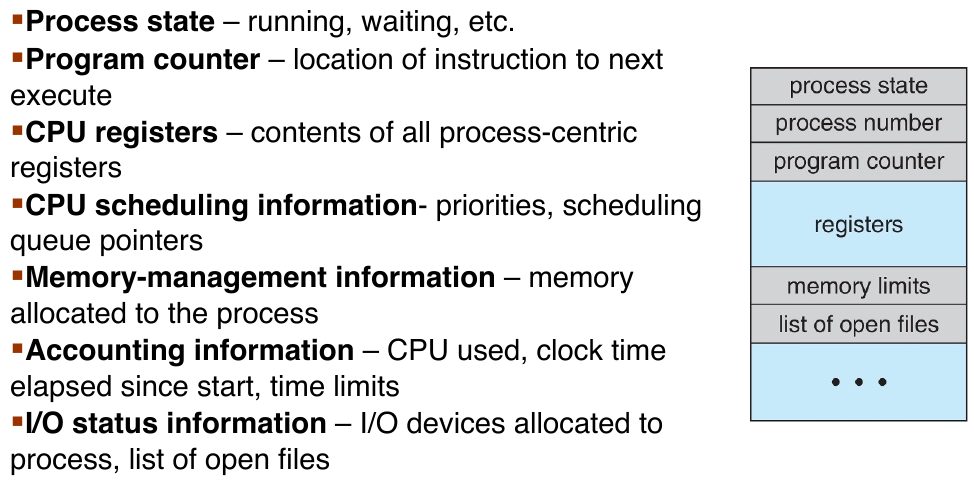 ▪Process state – running, waiting, etc.
▪Program counter – location of instruction to next
execute
▪CPU registers – contents of all process-centric
registers
▪CPU scheduling information- priorities, scheduling
queue pointers
▪Memory-management information – memory
allocated to the process
▪Accounting information – CPU used, clock time
elapsed since start, time limits
▪I/O status information – I/O devices allocated to
process, list of open files
process state
process number
program counter
registers
memory limits
list of open files
• • •